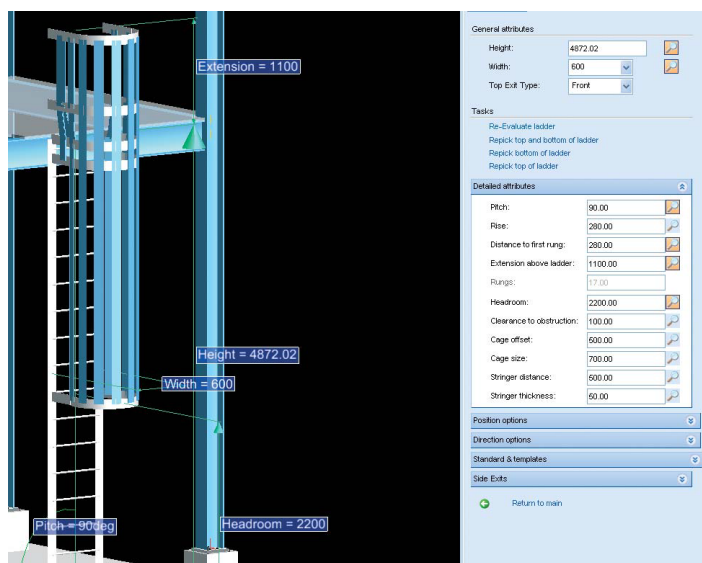 Extension = 1100
Height = 4872.02
Width = 600
Pitch = 90deg
Headroom = 2200
General attributes
Height: 4872.02
Width: 600
Top Exit Type: Front
Tasks
Re-Evaluate ladder
Repick top and bottom of ladder
Repick bottom of ladder
Repick top of ladder
Detailed attributes
Pitch: 90.00
Rise: 280.00
Distance to first rung: 280.00
Extension above ladder: 1100.00
Rungs: 17.00
Headroom: 2200.00
Clearance to obstruction: 100.00
Cage offset: 500.00
Cage size: 700.00
Stringer distance: 500.00
Stringer thickness: 50.00
Position options
Direction options
Standard & templates
Side Exits
Return to main